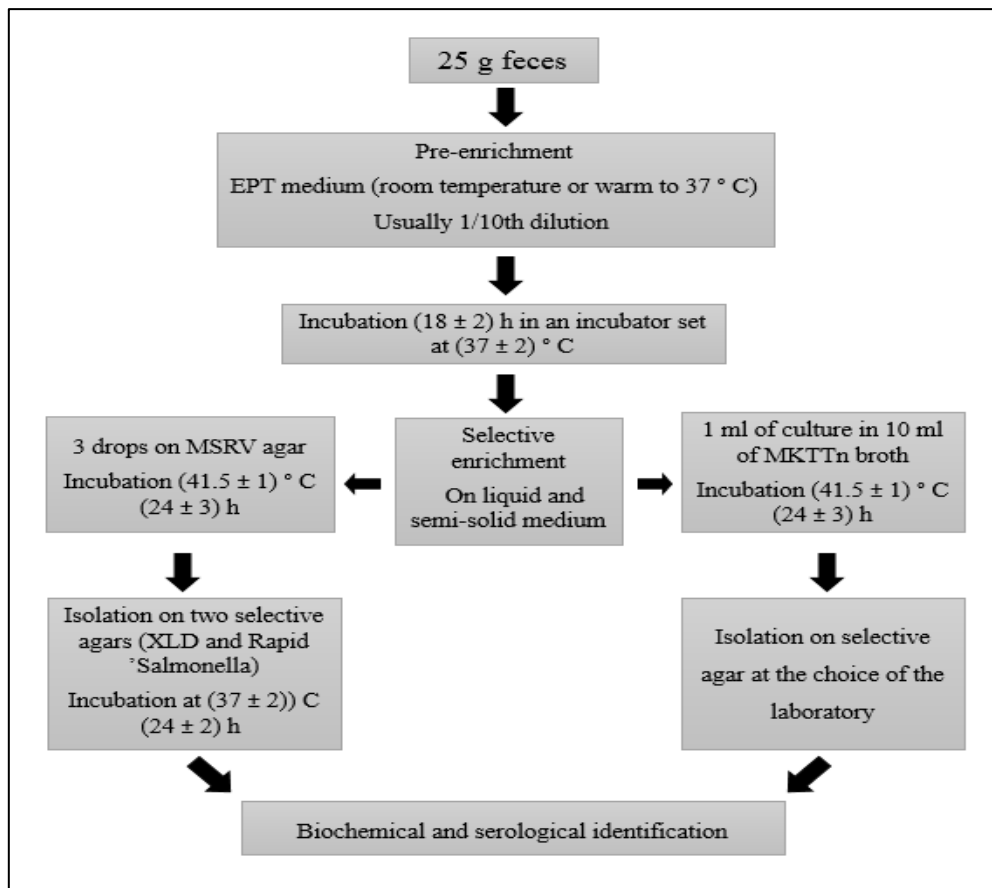 25 g feces
Pre-enrichment
EPT medium (room temperature or warm to 37 ° C)
Usually 1/10th dilution
Incubation (18 ± 2) h in an incubator set
at (37 ± 2) ° C
3 drops on MSRV agar
Incubation (41.5 ± 1) ° C
(24 ± 3) h
Selective
enrichment
On liquid and
semi-solid medium
1 ml of culture in 10 ml
of MKTTn broth
Incubation (41.5 ± 1) ° C
(24 ± 3) h
Isolation on two selective
agars (XLD and Rapid
˚Salmonella)
Incubation at (37 ± 2)) C
(24 ± 2) h
Isolation on selective
agar at the choice of the
laboratory
Biochemical and serological identification